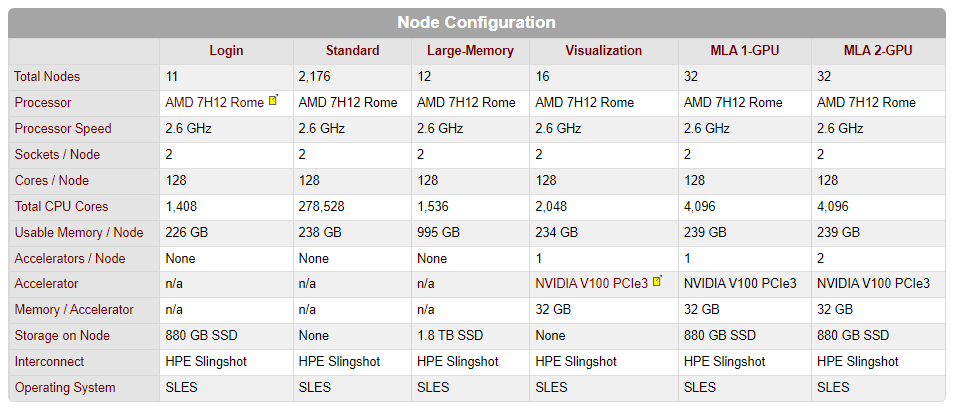 Node Configuration
Login Standard Large-Memory Visualization MLA 1-GPU MLA 2-GPU
Total Nodes 11 2,176 12 16 32 32
Processor AMD 7H12 Rome AMD 7H12 Rome AMD 7H12 Rome AMD 7H12 Rome AMD 7H12 Rome AMD 7H12 Rome
Processor Speed 2.6 GHz 2.6 GHz 2.6 GHz 2.6 GHz 2.6 GHz 2.6 GHz
Sockets / Node 2 2 2 2 2 2
Cores / Node 128 128 128 128 128 128
Total CPU Cores 1,408 278,528 1,536 2,048 4,096 4,096
Usable Memory / Node 226 GB 238 GB 995 GB 234 GB 239 GB 239 GB
Accelerators / Node None None None 1 1 2
Accelerator n/a n/a n/a NVIDIA V100 PCIe3 NVIDIA V100 PCIe3 NVIDIA V100 PCIe3
Memory / Accelerator n/a n/a n/a 32 GB 32 GB 32 GB
Storage on Node 880 GB SSD None 1.8 TB SSD None 880 GB SSD 880 GB SSD
Interconnect HPE Slingshot HPE Slingshot HPE Slingshot HPE Slingshot HPE Slingshot HPE Slingshot
Operating System SLES SLES SLES SLES SLES SLES